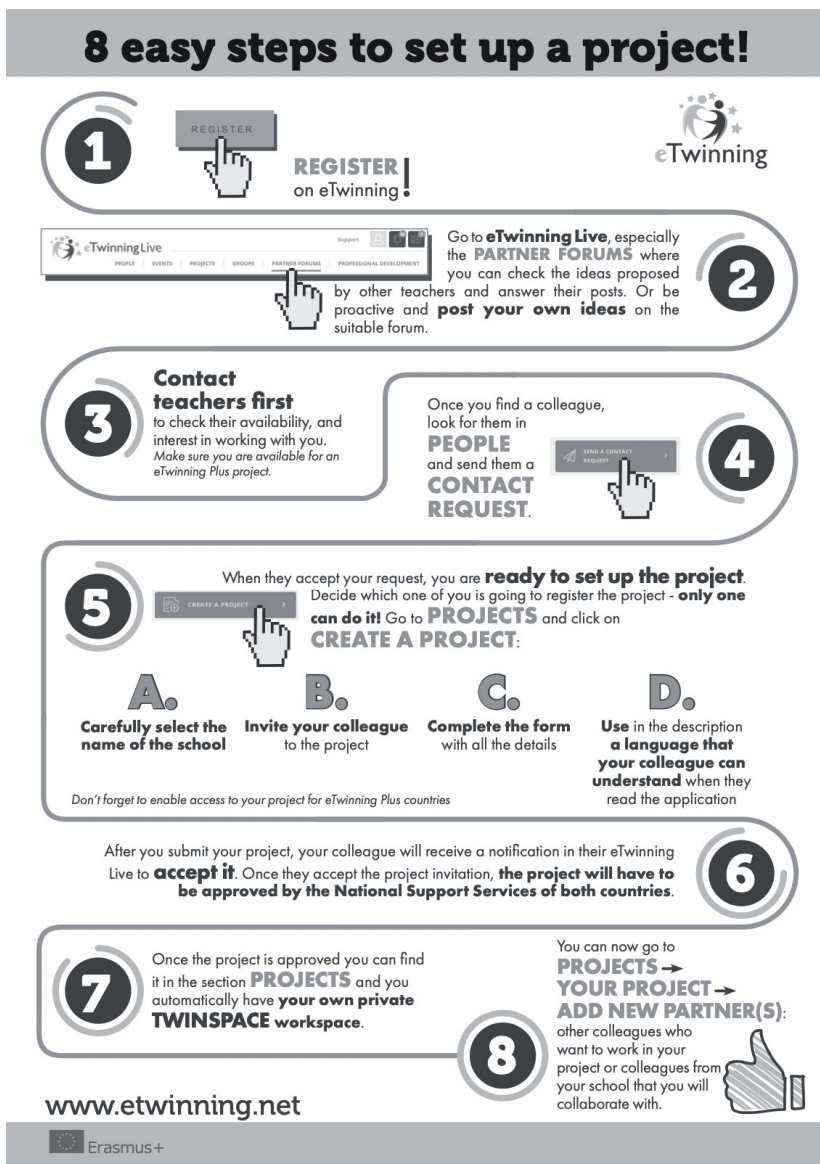 8 easy steps to set up a project!
1
REGISTER
REGISTER
on eTwinning!
eTwinning
eTwinning Live
Support
PEOPLE EVENTS PROJECTS GROUPS PARTNER FORUMS PROFESSIONAL DEVELOPMENT
Go to eTwinning Live, especially
the PARTNER FORUMS where
you can check the ideas proposed
by other teachers and answer their posts. Or be
proactive and post your own ideas on the
suitable forum.
2
3
Contact
teachers first
to check their availability, and
interest in working with you.
Make sure you are available for an
eTwinning Plus project.
Once you find a colleague,
look for them in
PEOPLE
and send them a
CONTACT
REQUEST.
SEND A CONTACT
REQUEST
4
5
When they accept your request, you are ready to set up the project.
CREATE A PROJECT
Decide which one of you is going to register the project - only one
can do it! Go to PROJECTS and click on
CREATE A PROJECT:
A.
Carefully select the
name of the school
B.
Invite your colleague
to the project
C.
Complete the form
with all the details
D.
Use in the description
a language that
your colleague can
understand when they
read the application
Don't forget to enable access to your project for eTwinning Plus countries
After you submit your project, your colleague will receive a notification in their eTwinning
Live to accept it. Once they accept the project invitation, the project will have to
be approved by the National Support Services of both countries.
6
7
Once the project is approved you can find
it in the section PROJECTS and you
automatically have your own private
TWINSPACE workspace.
8
You can now go to
PROJECTS →
YOUR PROJECT →
ADD NEW PARTNER(S):
other colleagues who
want to work in your
project or colleagues from
your school that you will
collaborate with.
www.etwinning.net
Erasmus+